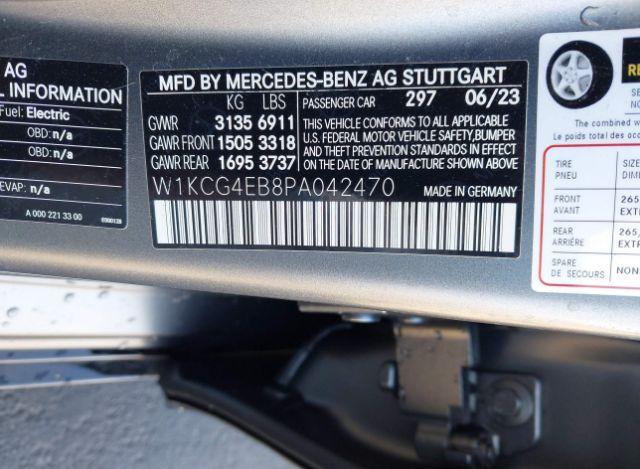 AG
L INFORMATION
Fuel: Electric
OBD: n/a
OBD: n/a
EVAP: n/a
A 000 221 33 00
MFD BY MERCEDES-BENZ AG STUTTGART
KG LBS
GVWR 3135 6911
GAWR FRONT 1505 3318
GAWR REAR 1695 3737
PASSENGER CAR 297 06/23
THIS VEHICLE CONFORMS TO ALL APPLICABLE
U.S. FEDERAL MOTOR VEHICLE SAFETY, BUMPER
AND THEFT PREVENTION STANDARDS IN EFFECT
ON THE DATE OF MANUFACTURE SHOWN ABOVE
W1KCG4EB8PA042470
MADE IN GERMANY
The combined w
Le poids total des oc
TIRE
PNEU
SIZE
DIM
FRONT
AVANT
265
EXT
REAR
ARRIÈRE
265/
EXTR
SPARE
DE SECOURS
NON